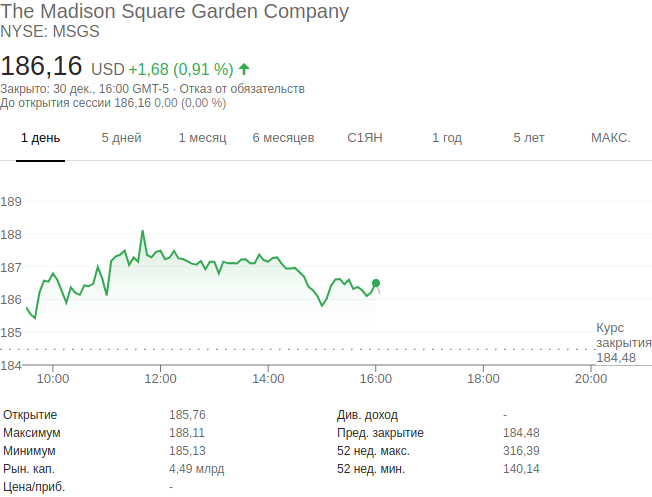 The Madison Square Garden Company
NYSE: MSGS
186,16 USD +1,68 (0,91 %)
Закрыто: 30 дек., 16:00 GMT-5 · Отказ от обязательств
До открытия сессии 186,16 0,00 (0,00 %)
1 день 5 дней 1 месяц 6 месяцев С1ЯН 1 год 5 лет МАКС.
189
188
187
186
185
Курс
закрытия
184,48
184
10:00 12:00 14:00 16:00 18:00 20:00
Открытие 185,76 Див. доход -
Максимум 188,11 Пред. закрытие 184,48
Минимум 185,13 52 нед. макс. 316,39
Рын. кап. 4,49 млрд 52 нед. мин. 140,14
Цена/приб. -